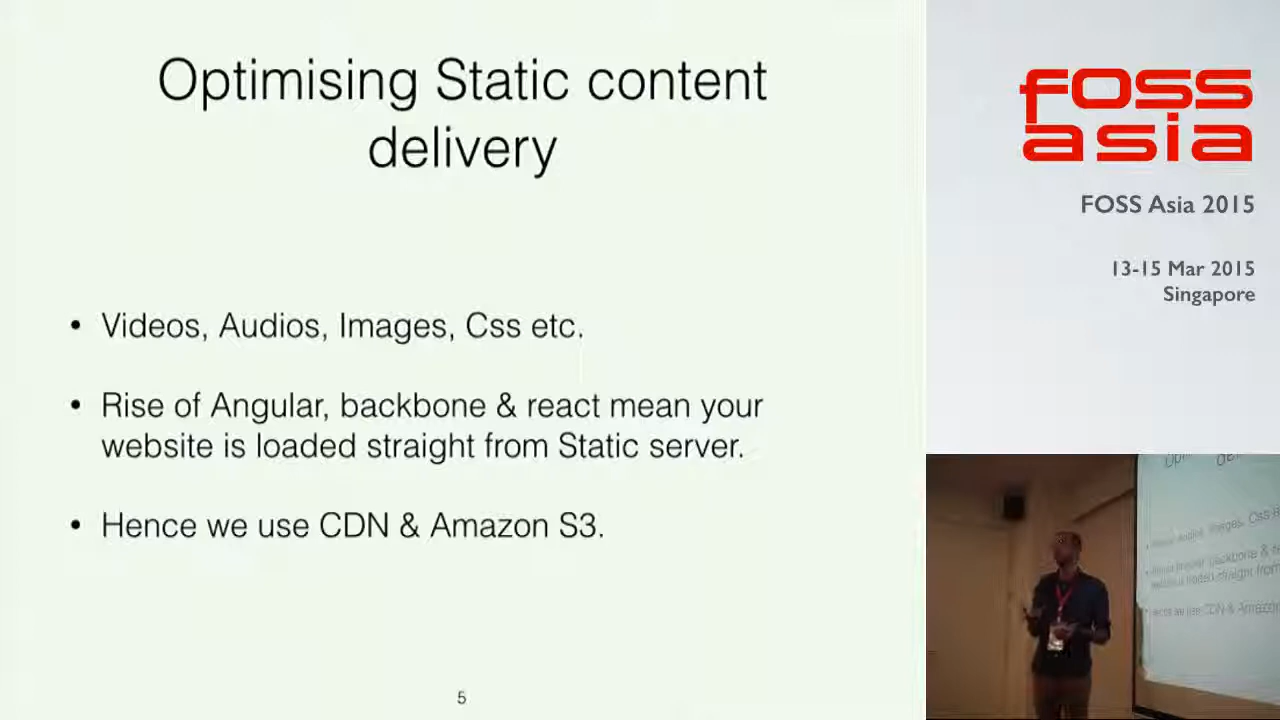 Optimising Static content
delivery
• Videos, Audios, Images, Css etc.
• Rise of Angular, backbone & react mean your
website is loaded straight from Static server.
• Hence we use CDN & Amazon S3.
5
foss
asia
FOSS Asia 2015
13-15 Mar 2015
Singapore